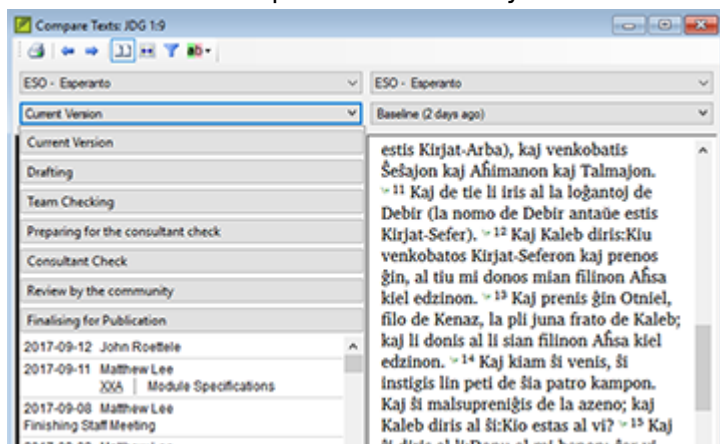 Compare Texts: JDG 1:9
ESO - Esperanto
ESO - Esperanto
Current Version
Baseline (2 days ago)
Current Version
Drafting
Team Checking
Preparing for the consultant check
Consultant Check
Review by the community
Finalising for Publication
2017-09-12 John Roettele
2017-09-11 Matthew Lee
XXA | Module Specifications
2017-09-08 Matthew Lee
Finishing Staff Meeting
estis Kirjat-Arba), kaj venkobatis
Ŝeŝajon kaj Aĥimanon kaj Talmajon.
11 Kaj de tie li iris al la loĝantoj de
Debir (la nomo de Debir antaŭe estis
Kirjat-Sefer). 12 Kaj Kaleb diris:Kiu
venkobatos Kirjat-Seferon kaj prenos
ĝin, al tiu mi donos mian filinon Aĥsa
kiel edzinon. 13 Kaj prenis ĝin Otniel,
filo de Kenaz, la pli juna frato de Kaleb;
kaj li donis al li sian filinon Aĥsa kiel
edzinon. 14 Kaj kiam ŝi venis, ŝi
instigis lin peti de ŝia patro kampon.
Kaj ŝi malsupreniĝis de la azeno; kaj
Kaleb diris al ŝi:Kio estas al vi? 15 Kaj